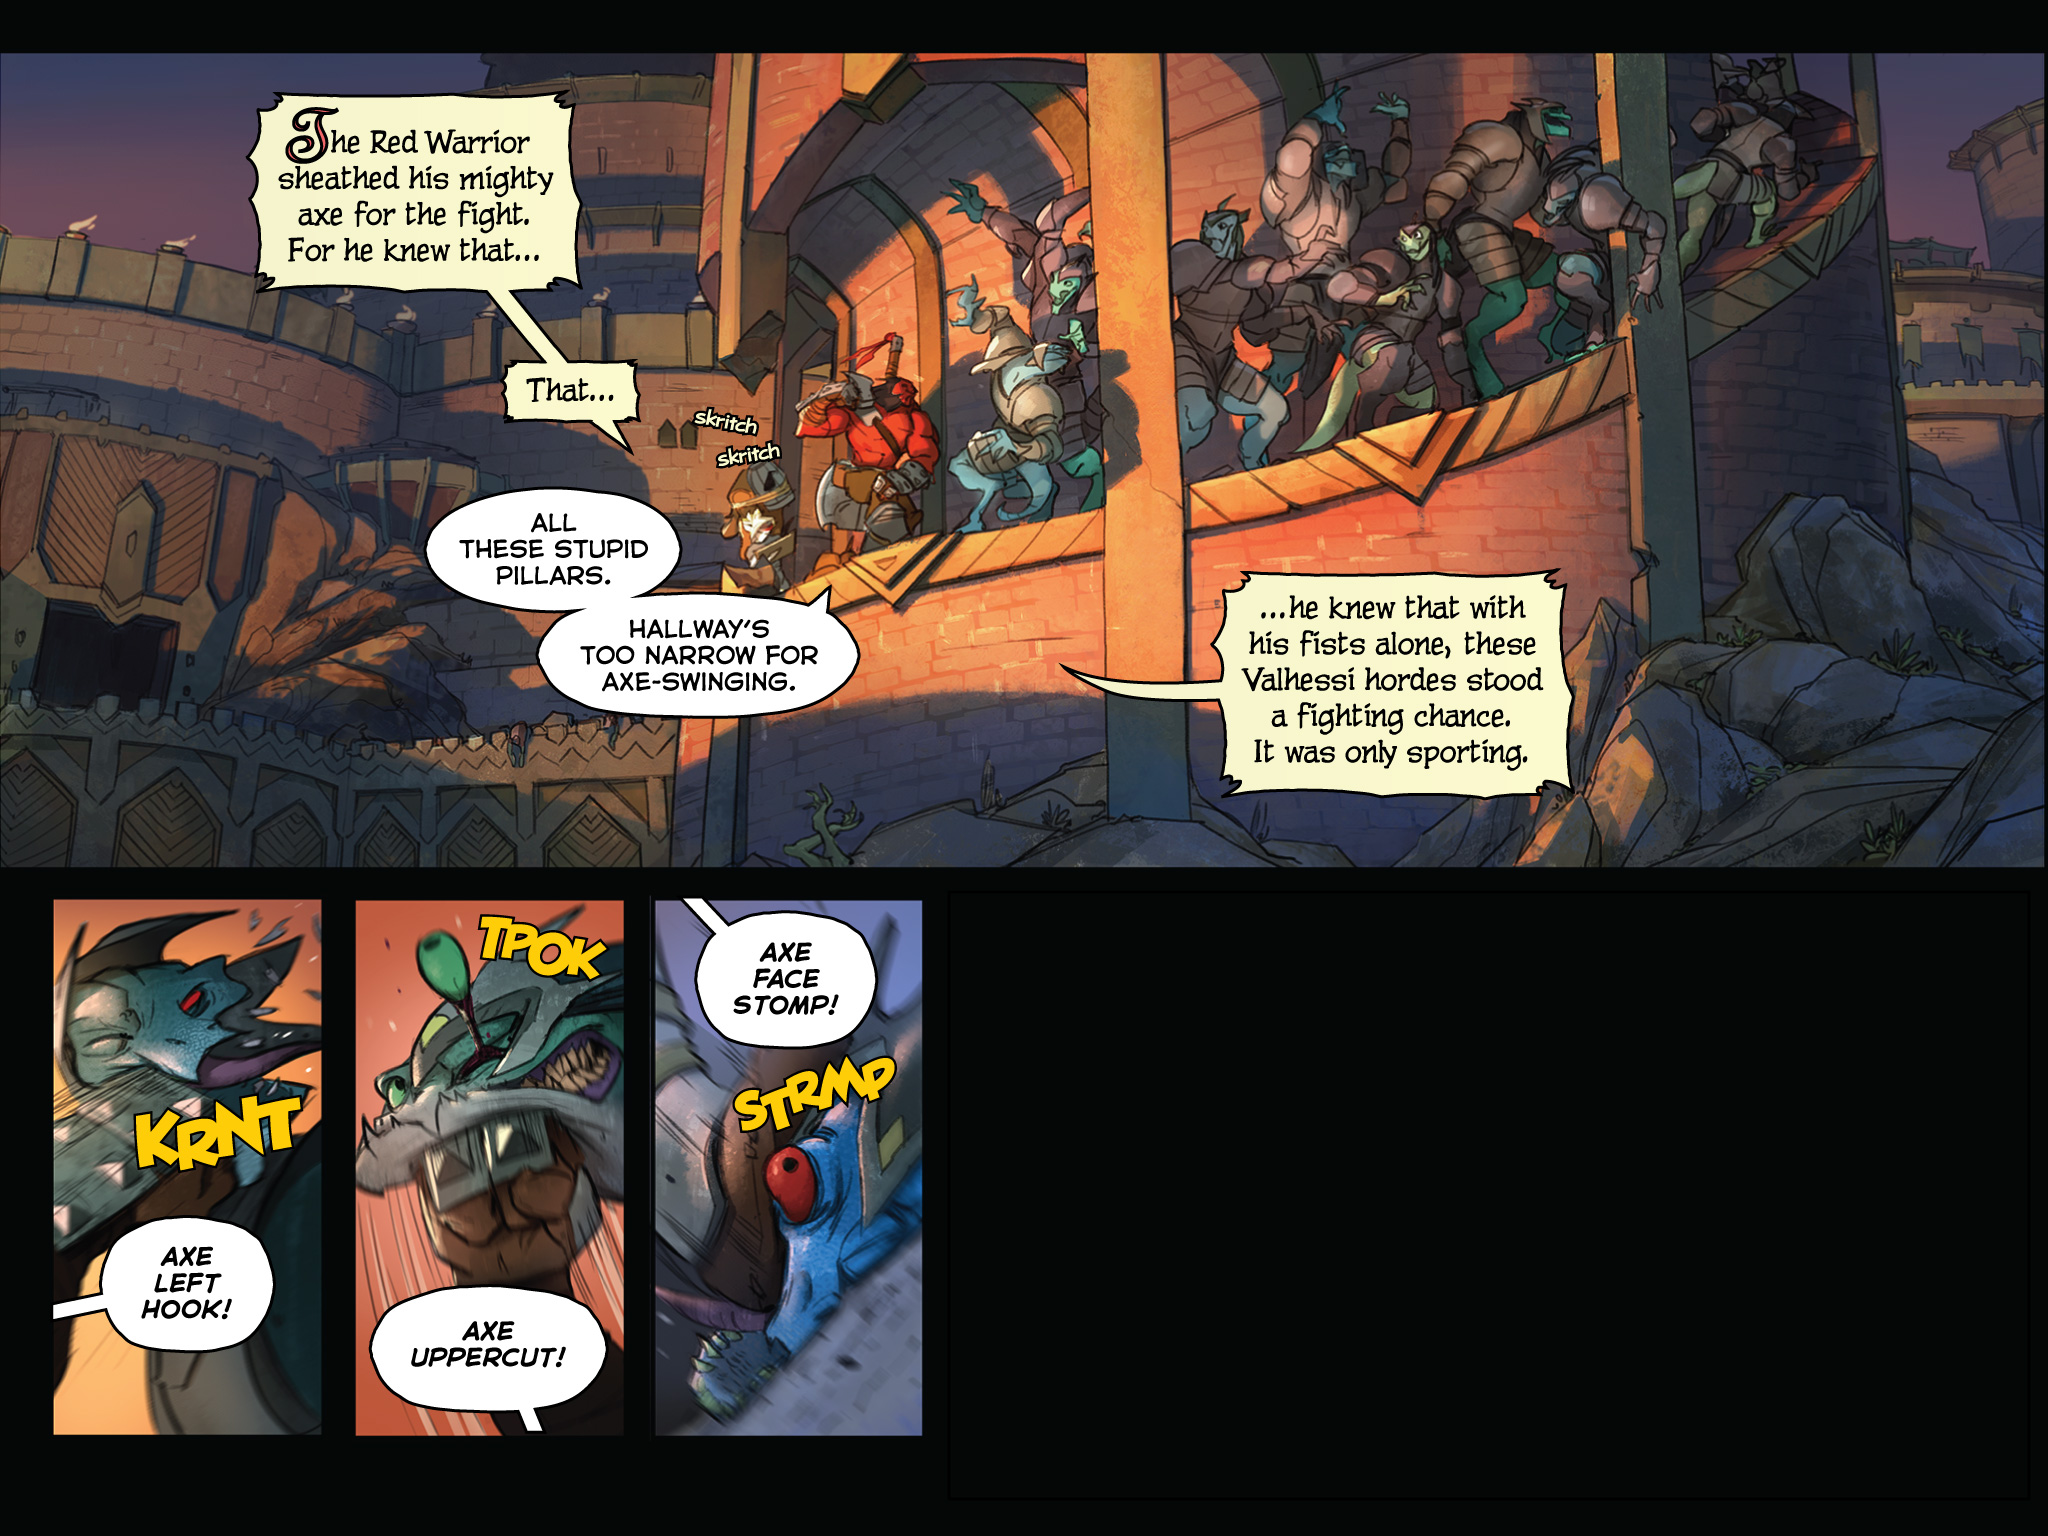 The Red Warrior
sheathed his mighty
axe for the fight.
For he knew that...
That...
skritch
skritch
ALL
THESE STUPID
PILLARS.
HALLWAY'S
TOO NARROW FOR
AXE-SWINGING.
...he knew that with
his fists alone, these
Valhessi hordes stood
a fighting chance.
It was only sporting.
KRNT
AXE
LEFT
HOOK!
TPOK
AXE
UPPERCUT!
AXE
FACE
STOMP!
STRMP